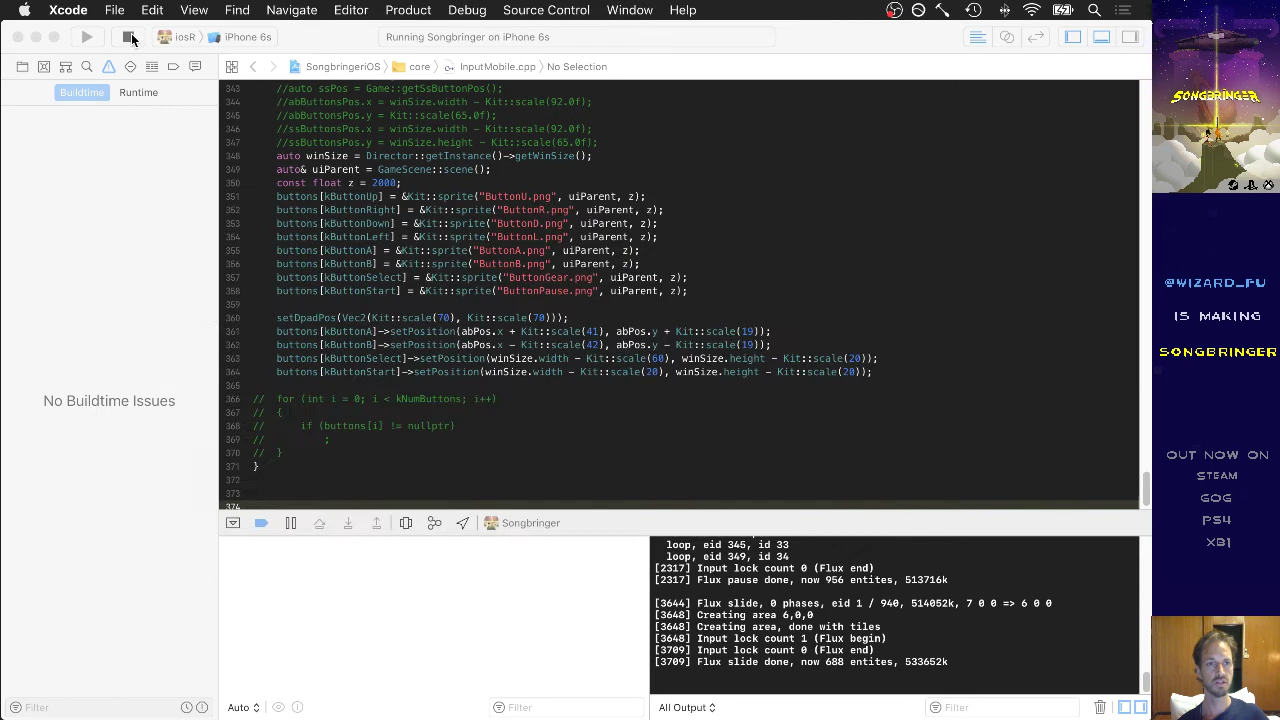 Xcode File Edit View Find Navigate Editor Product Debug Source Control Window Help
iosR iPhone 6s Running Songbringer on iPhone 6s
SongbringeriOS core InputMobile.cpp No Selection
Buildtime Runtime
No Buildtime Issues
343 //auto ssPos = Game::getSsButtonPos();
344 //abButtonsPos.x = winSize.width - Kit::scale(92.0f);
345 //abButtonsPos.y = Kit::scale(65.0f);
346 //ssButtonsPos.x = winSize.width - Kit::scale(92.0f);
347 //ssButtonsPos.y = winSize.height - Kit::scale(65.0f);
348 auto winSize = Director::getInstance()->getWinSize();
349 auto& uiParent = GameScene::scene();
350 const float z = 2000;
351 buttons[kButtonUp] = &Kit::sprite("ButtonU.png", uiParent, z);
352 buttons[kButtonRight] = &Kit::sprite("ButtonR.png", uiParent, z);
353 buttons[kButtonDown] = &Kit::sprite("ButtonD.png", uiParent, z);
354 buttons[kButtonLeft] = &Kit::sprite("ButtonL.png", uiParent, z);
355 buttons[kButtonA] = &Kit::sprite("ButtonA.png", uiParent, z);
356 buttons[kButtonB] = &Kit::sprite("ButtonB.png", uiParent, z);
357 buttons[kButtonSelect] = &Kit::sprite("ButtonGear.png", uiParent, z);
358 buttons[kButtonStart] = &Kit::sprite("ButtonPause.png", uiParent, z);
359
360 setDpadPos(Vec2(Kit::scale(70), Kit::scale(70)));
361 buttons[kButtonA]->setPosition(abPos.x + Kit::scale(41), abPos.y + Kit::scale(19));
362 buttons[kButtonB]->setPosition(abPos.x - Kit::scale(42), abPos.y - Kit::scale(19));
363 buttons[kButtonSelect]->setPosition(winSize.width - Kit::scale(60), winSize.height - Kit::scale(20));
364 buttons[kButtonStart]->setPosition(winSize.width - Kit::scale(20), winSize.height - Kit::scale(20));
365
366 // for (int i = 0; i < kNumButtons; i++)
367 // {
368 // if (buttons[i] != nullptr)
369 // ;
370 // }
371 }
372
373
374
Songbringer
loop, eid 345, id 33
loop, eid 349, id 34
[2317] Input lock count 0 (Flux end)
[2317] Flux pause done, now 956 entites, 513716k
[3644] Flux slide, 0 phases, eid 1 / 940, 514052k, 7 0 0 => 6 0 0
[3648] Creating area 6,0,0
[3648] Creating area, done with tiles
[3648] Input lock count 1 (Flux begin)
[3709] Input lock count 0 (Flux end)
[3709] Flux slide done, now 688 entities, 533652k
Filter Auto Filter All Output Filter
SONGBRINGER
@WIZARD_FU
IS MAKING
SONGBRINGER
OUT NOW ON
STEAM
GOG
PS4
XB1